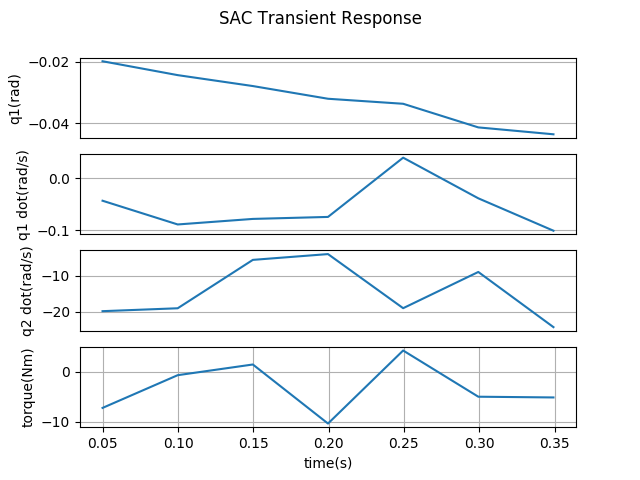 SAC Transient Response
q1(rad)
−0.02
−0.04
q1 dot(rad/s)
0.0
−0.1
q2 dot(rad/s)
−10
−20
torque(Nm)
0
−10
0.05 0.10 0.15 0.20 0.25 0.30 0.35
time(s)